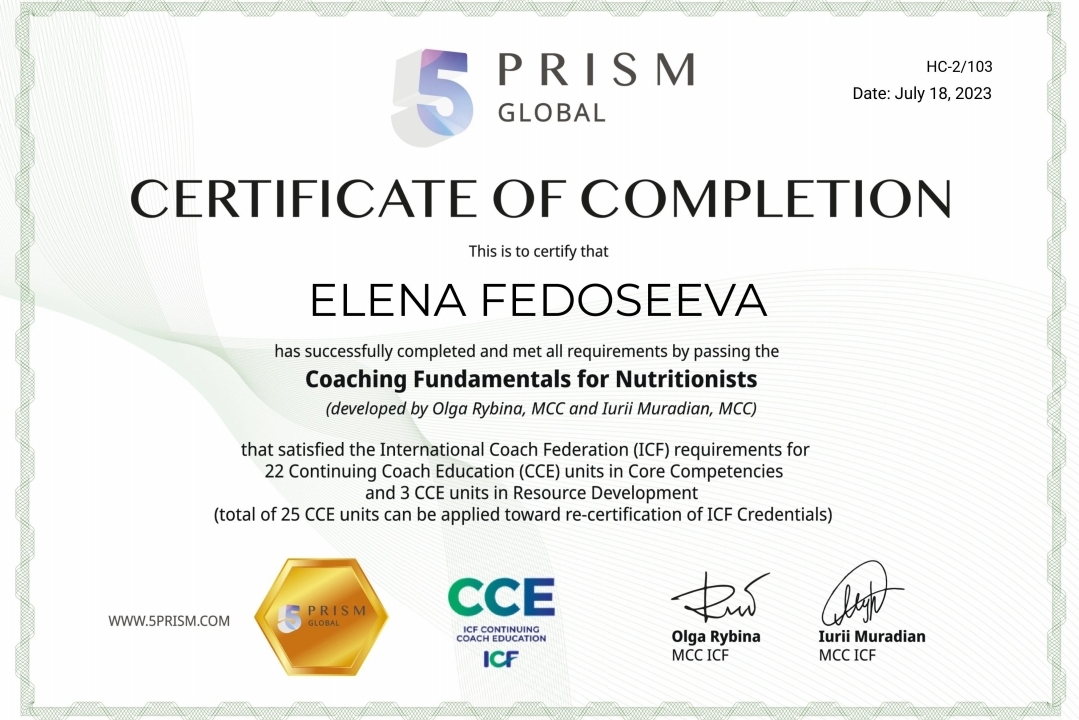 5 PRISM
GLOBAL
HC-2/103
Date: July 18, 2023
CERTIFICATE OF COMPLETION
This is to certify that
ELENA FEDOSEEVA
has successfully completed and met all requirements by passing the
Coaching Fundamentals for Nutritionists
(developed by Olga Rybina, MCC and Iurii Muradian, MCC)
that satisfied the International Coach Federation (ICF) requirements for
22 Continuing Coach Education (CCE) units in Core Competencies
and 3 CCE units in Resource Development
(total of 25 CCE units can be applied toward re-certification of ICF Credentials)
WWW.5PRISM.COM
5 PRISM
GLOBAL
CCE
ICF CONTINUING
COACH EDUCATION
ICF
Olga Rybina
MCC ICF
Iurii Muradian
MCC ICF